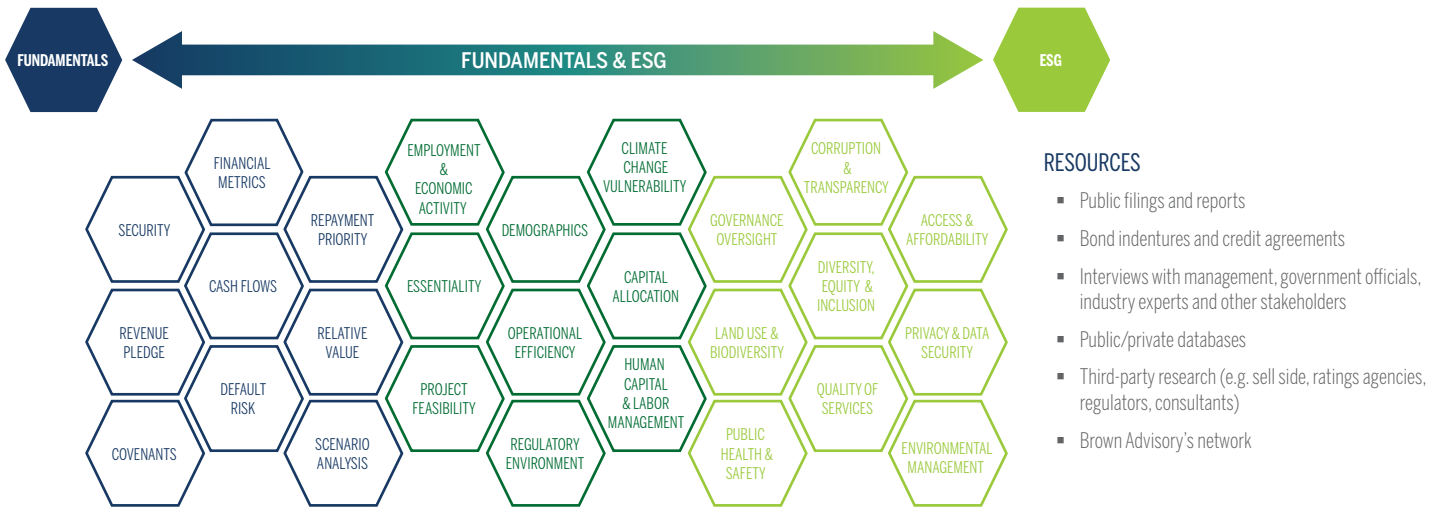 FUNDAMENTALS
FUNDAMENTALS & ESG
ESG
FINANCIAL
METRICS
SECURITY
REPAYMENT
PRIORITY
CASH FLOWS
REVENUE
PLEDGE
RELATIVE
VALUE
DEFAULT
RISK
COVENANTS
SCENARIO
ANALYSIS
EMPLOYMENT
&
ECONOMIC
ACTIVITY
CLIMATE
CHANGE
VULNERABILITY
DEMOGRAPHICS
ESSENTIALITY
CAPITAL
ALLOCATION
OPERATIONAL
EFFICIENCY
PROJECT
FEASIBILITY
HUMAN
CAPITAL
& LABOR
MANAGEMENT
REGULATORY
ENVIRONMENT
CORRUPTION
&
TRANSPARENCY
GOVERNANCE
OVERSIGHT
ACCESS &
AFFORDABILITY
DIVERSITY,
EQUITY &
INCLUSION
LAND USE &
BIODIVERSITY
PRIVACY & DATA
SECURITY
QUALITY OF
SERVICES
PUBLIC
HEALTH &
SAFETY
ENVIRONMENTAL
MANAGEMENT
RESOURCES
▪ Public filings and reports
▪ Bond indentures and credit agreements
▪ Interviews with management, government officials,
industry experts and other stakeholders
▪ Public/private databases
▪ Third-party research (e.g. sell side, ratings agencies,
regulators, consultants)
▪ Brown Advisory’s network